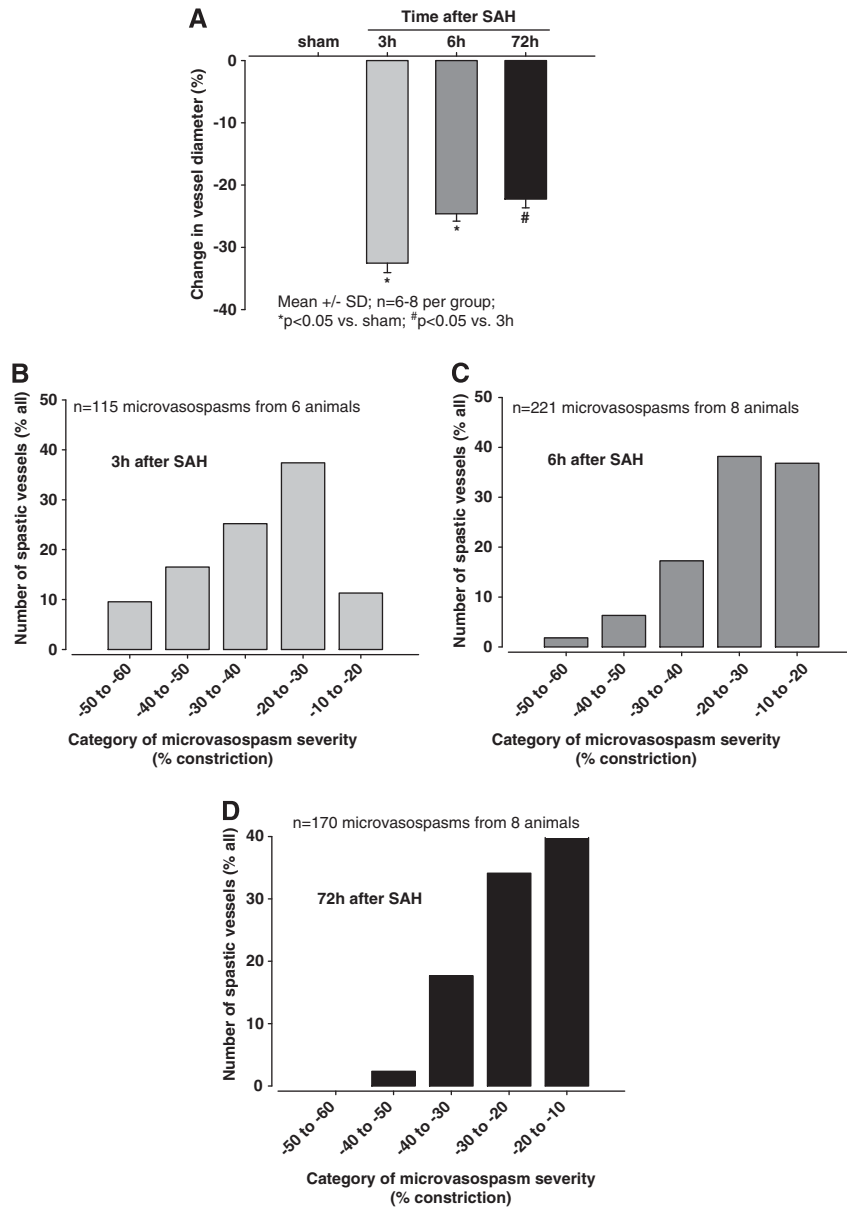 A
Time after SAH
sham 3h 6h 72h
Change in vessel diameter (%)
0
-10
-20
-30
-40
*
*
#
Mean +/- SD; n=6-8 per group;
*p<0.05 vs. sham; #p<0.05 vs. 3h
B
Number of spastic vessels (% all)
50
40
30
20
10
0
n=115 microvasospasms from 6 animals
3h after SAH
-50 to -60
-40 to -50
-30 to -40
-20 to -30
-10 to -20
Category of microvasospasm severity
(% constriction)
C
Number of spastic vessels (% all)
50
40
30
20
10
0
n=221 microvasospasms from 8 animals
6h after SAH
-50 to -60
-40 to -50
-30 to -40
-20 to -30
-10 to -20
Category of microvasospasm severity
(% constriction)
D
Number of spastic vessels (% all)
40
30
20
10
0
n=170 microvasospasms from 8 animals
72h after SAH
-50 to -60
-40 to -50
-40 to -30
-30 to -20
-20 to -10
Category of microvasospasm severity
(% constriction)